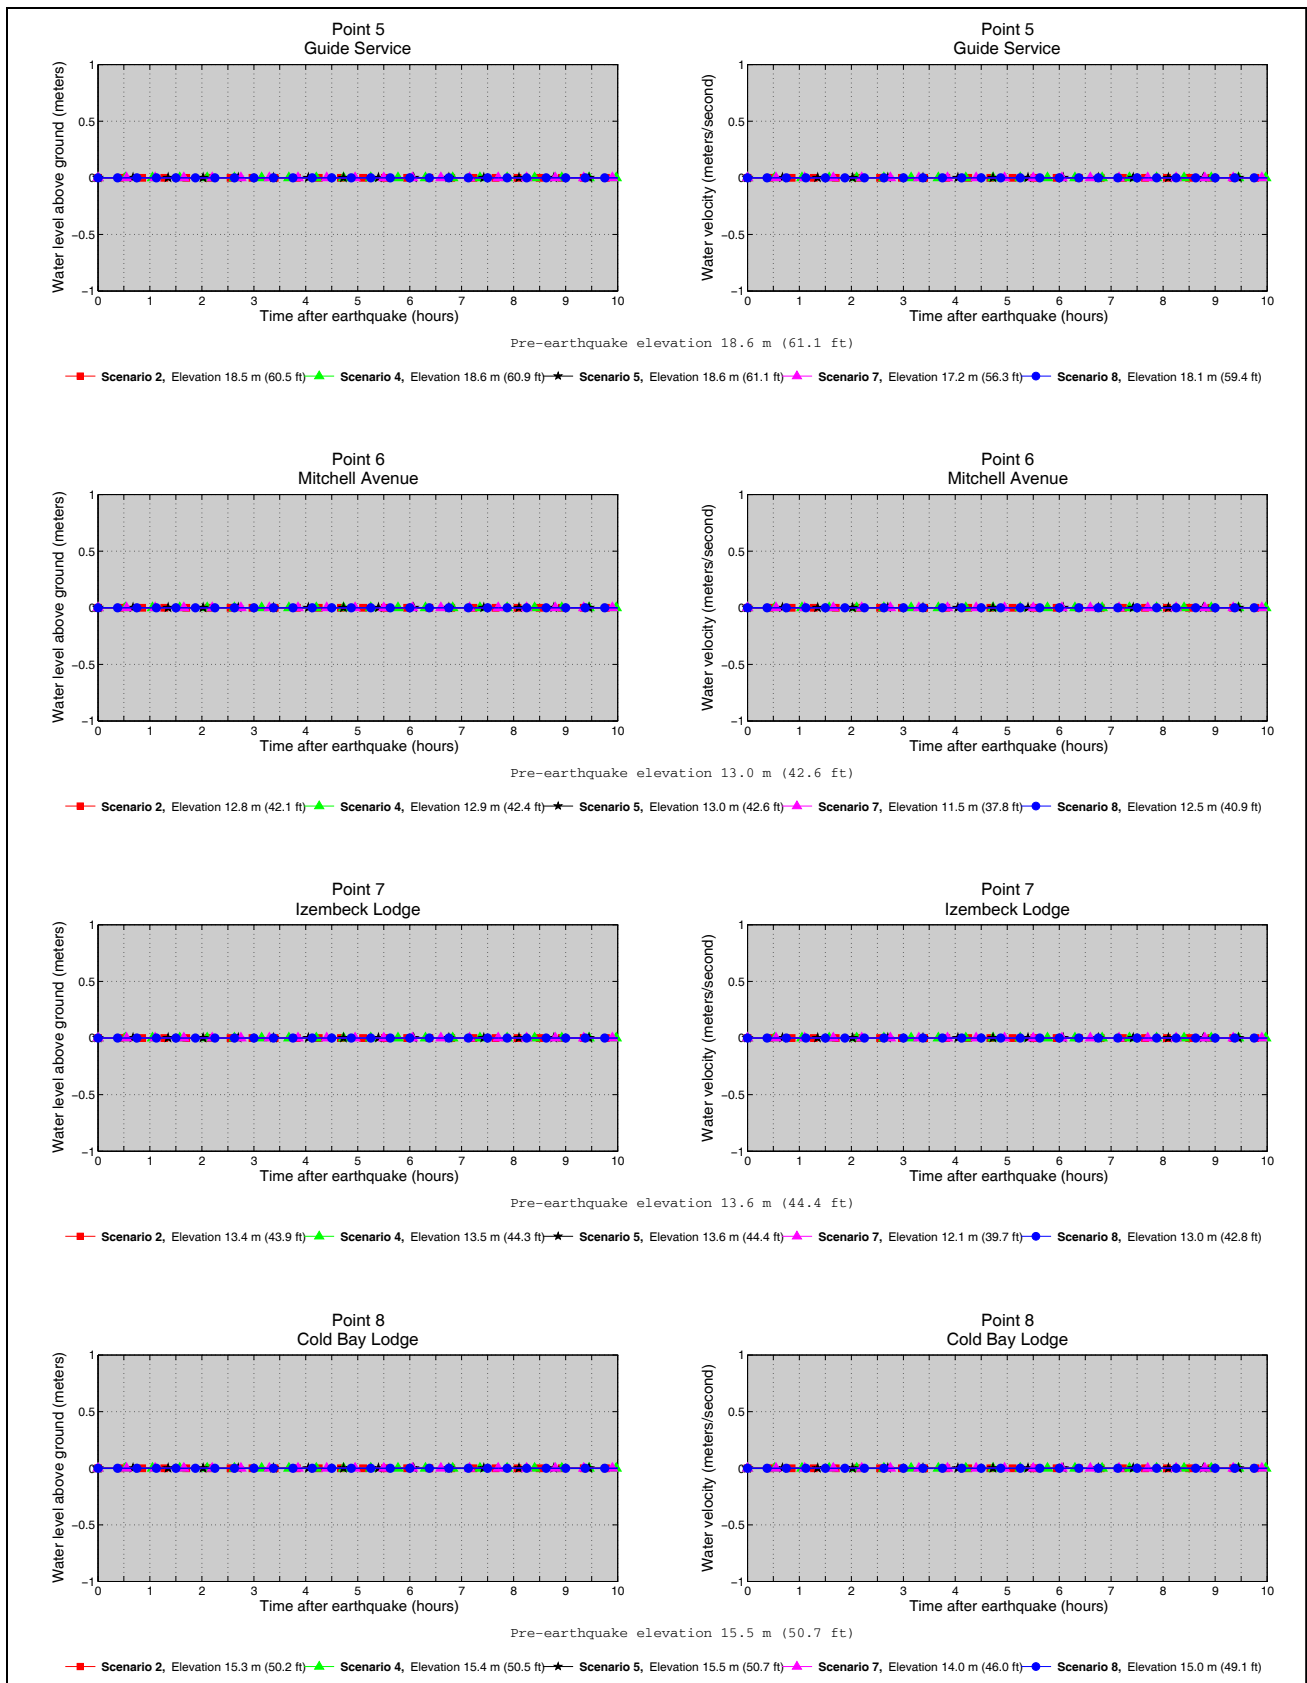 Point 5
Guide Service
Point 5
Guide Service
Water level above ground (meters)
1
0.5
0
−0.5
−1
0 1 2 3 4 5 6 7 8 9 10
Time after earthquake (hours)
Water velocity (meters/second)
1
0.5
0
−0.5
−1
0 1 2 3 4 5 6 7 8 9 10
Time after earthquake (hours)
Pre-earthquake elevation 18.6 m (61.1 ft)
Scenario 2, Elevation 18.5 m (60.5 ft) Scenario 4, Elevation 18.6 m (60.9 ft) Scenario 5, Elevation 18.6 m (61.1 ft) Scenario 7, Elevation 17.2 m (56.3 ft) Scenario 8, Elevation 18.1 m (59.4 ft)
Point 6
Mitchell Avenue
Point 6
Mitchell Avenue
Water level above ground (meters)
1
0.5
0
−0.5
−1
0 1 2 3 4 5 6 7 8 9 10
Time after earthquake (hours)
Water velocity (meters/second)
1
0.5
0
−0.5
−1
0 1 2 3 4 5 6 7 8 9 10
Time after earthquake (hours)
Pre-earthquake elevation 13.0 m (42.6 ft)
Scenario 2, Elevation 12.8 m (42.1 ft) Scenario 4, Elevation 12.9 m (42.4 ft) Scenario 5, Elevation 13.0 m (42.6 ft) Scenario 7, Elevation 11.5 m (37.8 ft) Scenario 8, Elevation 12.5 m (40.9 ft)
Point 7
Izembeck Lodge
Point 7
Izembeck Lodge
Water level above ground (meters)
1
0.5
0
−0.5
−1
0 1 2 3 4 5 6 7 8 9 10
Time after earthquake (hours)
Water velocity (meters/second)
1
0.5
0
−0.5
−1
0 1 2 3 4 5 6 7 8 9 10
Time after earthquake (hours)
Pre-earthquake elevation 13.6 m (44.4 ft)
Scenario 2, Elevation 13.4 m (43.9 ft) Scenario 4, Elevation 13.5 m (44.3 ft) Scenario 5, Elevation 13.6 m (44.4 ft) Scenario 7, Elevation 12.1 m (39.7 ft) Scenario 8, Elevation 13.0 m (42.8 ft)
Point 8
Cold Bay Lodge
Point 8
Cold Bay Lodge
Water level above ground (meters)
1
0.5
0
−0.5
−1
0 1 2 3 4 5 6 7 8 9 10
Time after earthquake (hours)
Water velocity (meters/second)
1
0.5
0
−0.5
−1
0 1 2 3 4 5 6 7 8 9 10
Time after earthquake (hours)
Pre-earthquake elevation 15.5 m (50.7 ft)
Scenario 2, Elevation 15.3 m (50.2 ft) Scenario 4, Elevation 15.4 m (50.5 ft) Scenario 5, Elevation 15.5 m (50.7 ft) Scenario 7, Elevation 14.0 m (46.0 ft) Scenario 8, Elevation 15.0 m (49.1 ft)